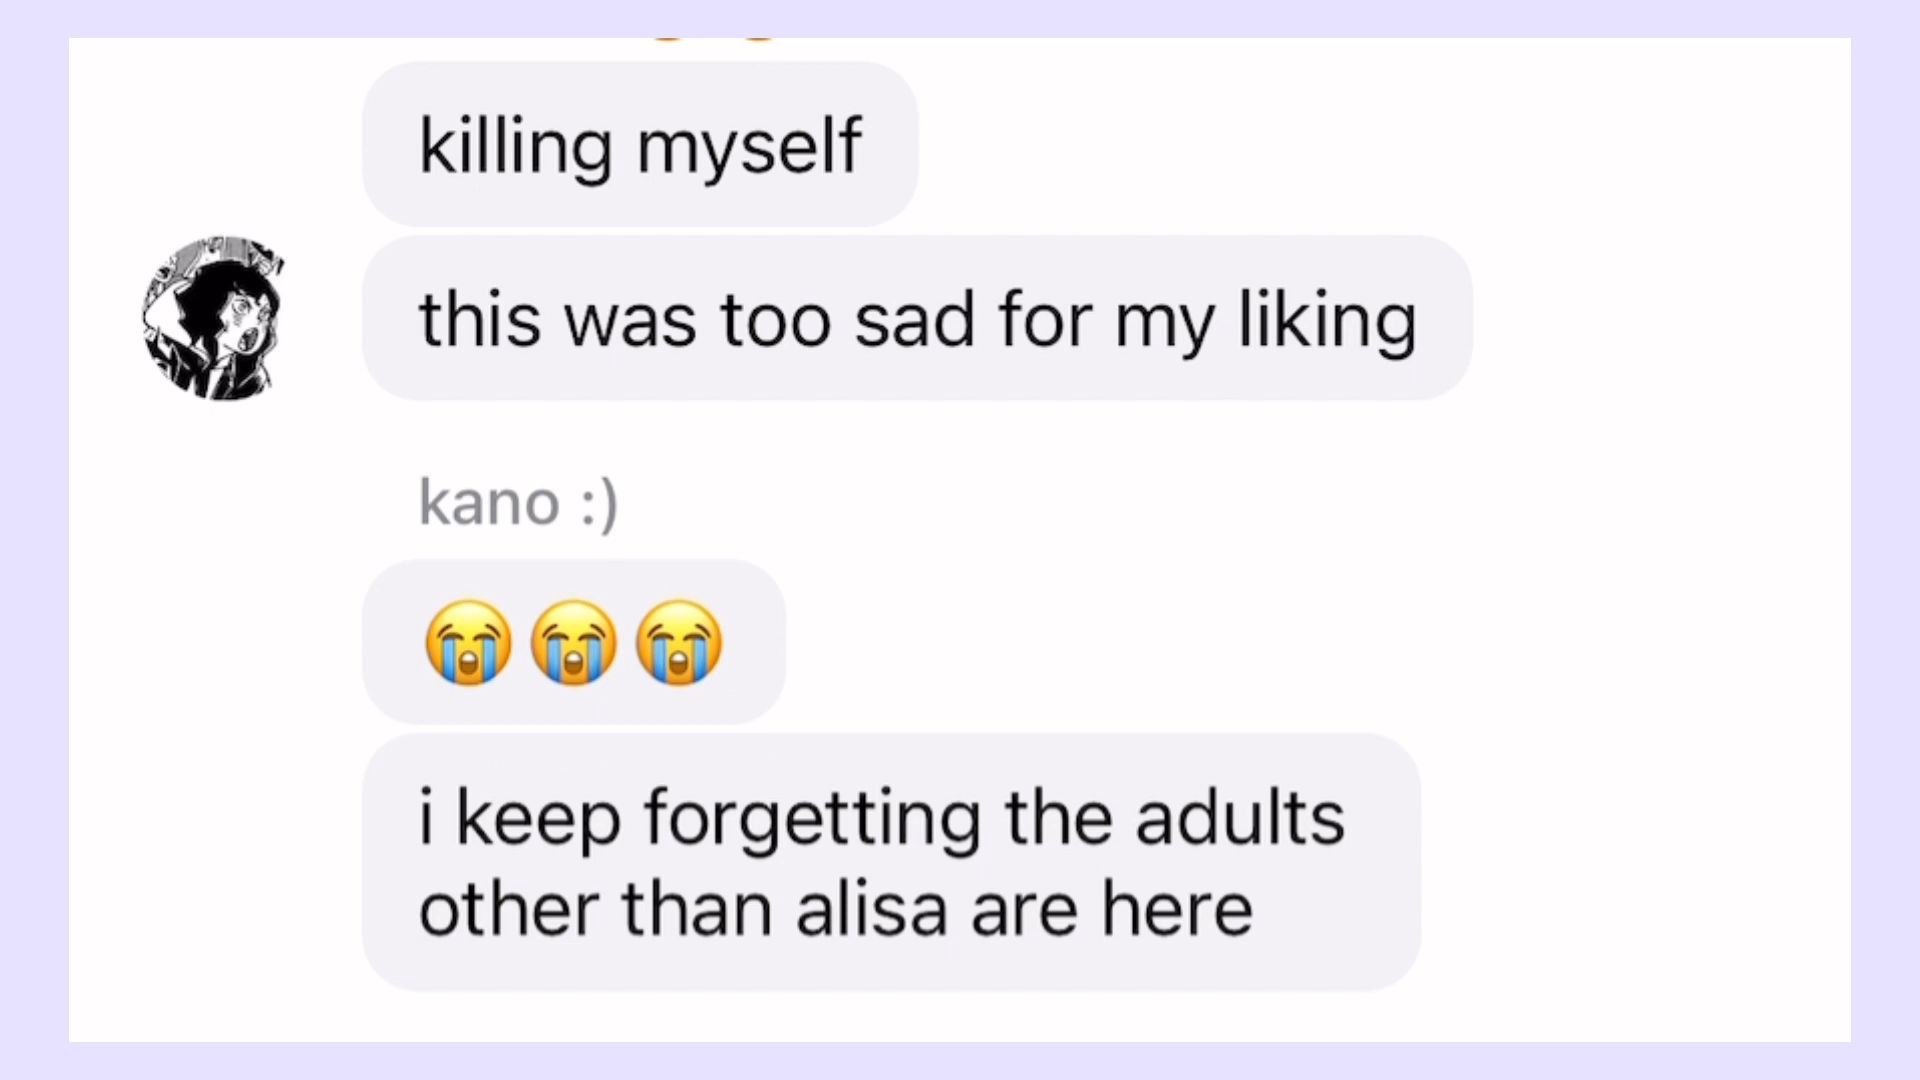 killing myself
this was too sad for my liking
kano :)
😭😭😭
i keep forgetting the adults
other than alisa are here